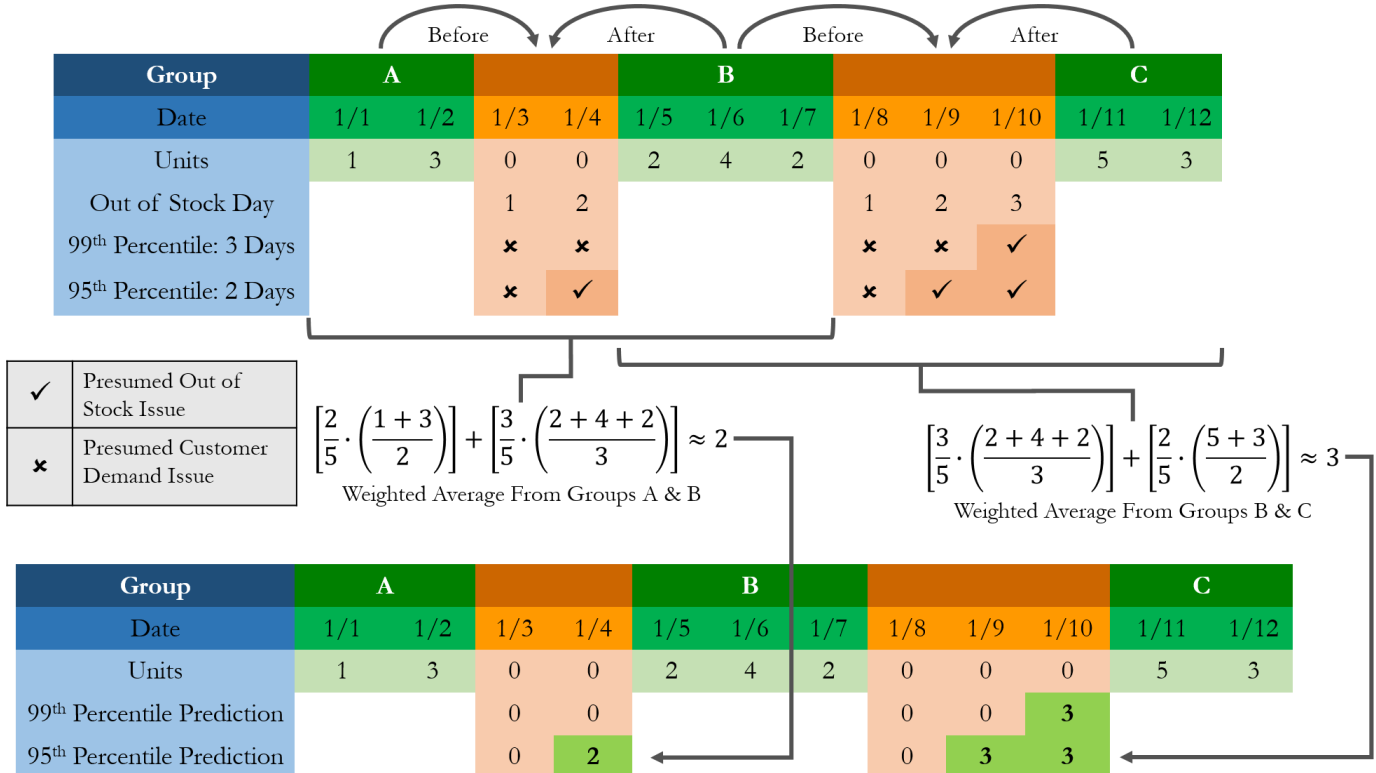 Before After Before After
Group A B C
Date 1/1 1/2 1/3 1/4 1/5 1/6 1/7 1/8 1/9 1/10 1/11 1/12
Units 1 3 0 0 2 4 2 0 0 0 5 3
Out of Stock Day 1 2 1 2 3
99th Percentile: 3 Days ✘ ✘ ✘ ✘ ✓
95th Percentile: 2 Days ✘ ✓ ✘ ✓ ✓
✓ Presumed Out of
Stock Issue
✘ Presumed Customer
Demand Issue
[2/5 · ((1 + 3)/2)] + [3/5 · ((2 + 4 + 2)/3)] ≈ 2
Weighted Average From Groups A & B
[3/5 · ((2 + 4 + 2)/3)] + [2/5 · ((5 + 3)/2)] ≈ 3
Weighted Average From Groups B & C
Group A B C
Date 1/1 1/2 1/3 1/4 1/5 1/6 1/7 1/8 1/9 1/10 1/11 1/12
Units 1 3 0 0 2 4 2 0 0 0 5 3
99th Percentile Prediction 0 0 0 0 3
95th Percentile Prediction 0 2 0 3 3